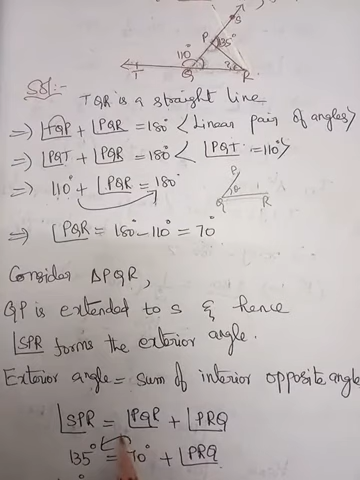 S
P
135°
110°
T
Q
R
Sol:-
TQR is a straight line
=> ∠TQP + ∠PQR = 180° <Linear pair of angles>
=> ∠PQT + ∠PQR = 180° < ∠PQT = 110°>
=> 110° + ∠PQR = 180°
P
Q
R
=> ∠PQR = 180° - 110° = 70°
Consider ΔPQR,
QP is extended to S & hence
∠SPR forms the exterior angle.
Exterior angle = Sum of interior opposite angle
∠SPR = ∠PQR + ∠PRQ
135° = 70° + ∠PRQ